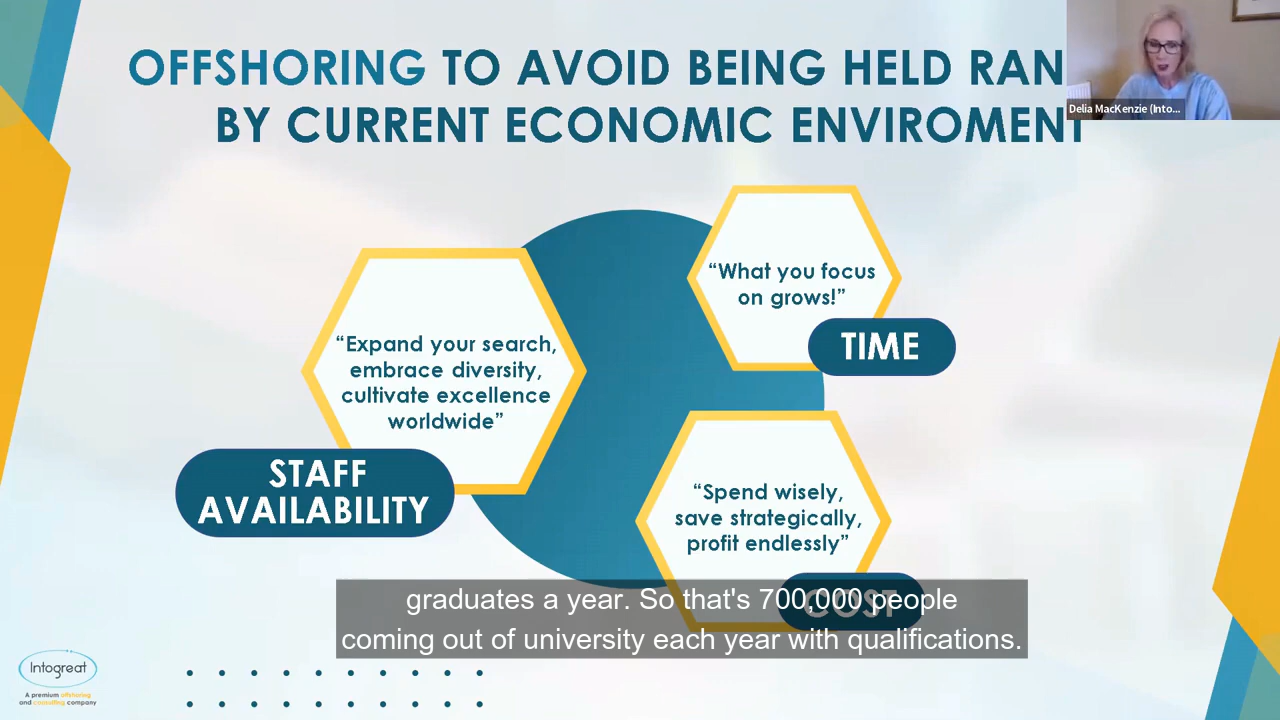 OFFSHORING TO AVOID BEING HELD RAN
BY CURRENT ECONOMIC ENVIROMENT
Delia MacKenzie (Into...
“What you focus
on grows!”
TIME
“Expand your search,
embrace diversity,
cultivate excellence
worldwide”
STAFF
AVAILABILITY
“Spend wisely,
save strategically,
profit endlessly”
COST
graduates a year. So that's 700,000 people
coming out of university each year with qualifications.
Intogreat
A premium offshoring
and consulting company